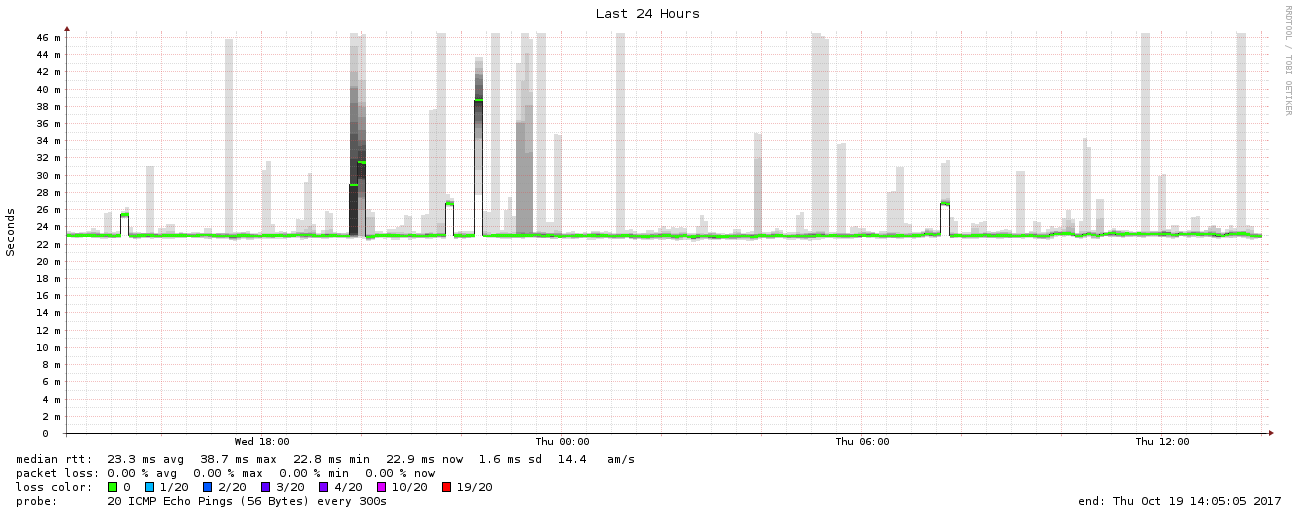 Last 24 Hours
RRDTOOL / TOBI OETIKER
Seconds
46 m
44 m
42 m
40 m
38 m
36 m
34 m
32 m
30 m
28 m
26 m
24 m
22 m
20 m
18 m
16 m
14 m
12 m
10 m
8 m
6 m
4 m
2 m
0
Wed 18:00 Thu 00:00 Thu 06:00 Thu 12:00
median rtt: 23.3 ms avg 38.7 ms max 22.8 ms min 22.9 ms now 1.6 ms sd 14.4 am/s
packet loss: 0.00 % avg 0.00 % max 0.00 % min 0.00 % now
loss color: 0 1/20 2/20 3/20 4/20 10/20 19/20
probe: 20 ICMP Echo Pings (56 Bytes) every 300s end: Thu Oct 19 14:05:05 2017